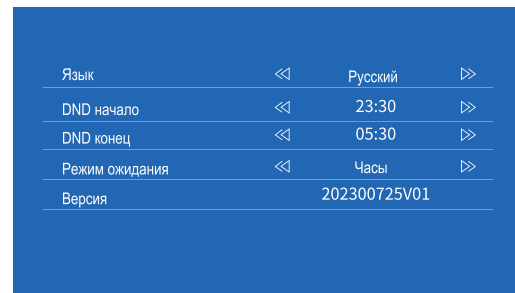 Язык Русский
DND начало 23:30
DND конец 05:30
Режим ожидания Часы
Версия 202300725V01